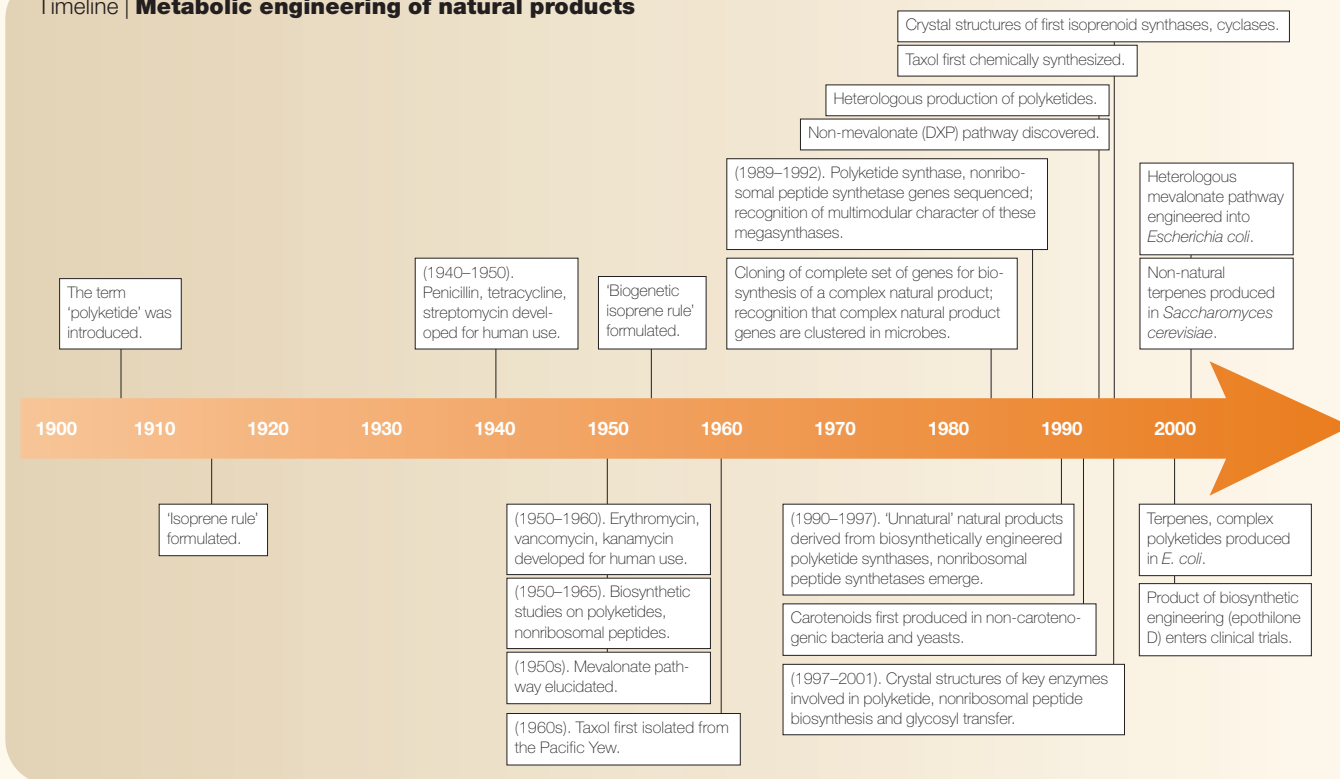 Timeline | Metabolic engineering of natural products
Crystal structures of first isoprenoid synthases, cyclases.
Taxol first chemically synthesized.
Heterologous production of polyketides.
Non-mevalonate (DXP) pathway discovered.
(1989–1992). Polyketide synthase, nonribo-
somal peptide synthetase genes sequenced;
recognition of multimodular character of these
megasynthases.
Heterologous
mevalonate pathway
engineered into
Escherichia coli.
The term
'polyketide' was
introduced.
(1940–1950).
Penicillin, tetracycline,
streptomycin devel-
oped for human use.
'Biogenetic
isoprene rule'
formulated.
Cloning of complete set of genes for bio-
synthesis of a complex natural product;
recognition that complex natural product
genes are clustered in microbes.
Non-natural
terpenes produced
in Saccharomyces
cerevisiae.
1900 1910 1920 1930 1940 1950 1960 1970 1980 1990 2000
'Isoprene rule'
formulated.
(1950–1960). Erythromycin,
vancomycin, kanamycin
developed for human use.
(1950–1965). Biosynthetic
studies on polyketides,
nonribosomal peptides.
(1950s). Mevalonate path-
way elucidated.
(1960s). Taxol first isolated from
the Pacific Yew.
(1990–1997). 'Unnatural' natural products
derived from biosynthetically engineered
polyketide synthases, nonribosomal
peptide synthetases emerge.
Carotenoids first produced in non-caroteno-
genic bacteria and yeasts.
(1997–2001). Crystal structures of key enzymes
involved in polyketide, nonribosomal peptide
biosynthesis and glycosyl transfer.
Terpenes, complex
polyketides produced
in E. coli.
Product of biosynthetic
engineering (epothilone
D) enters clinical trials.